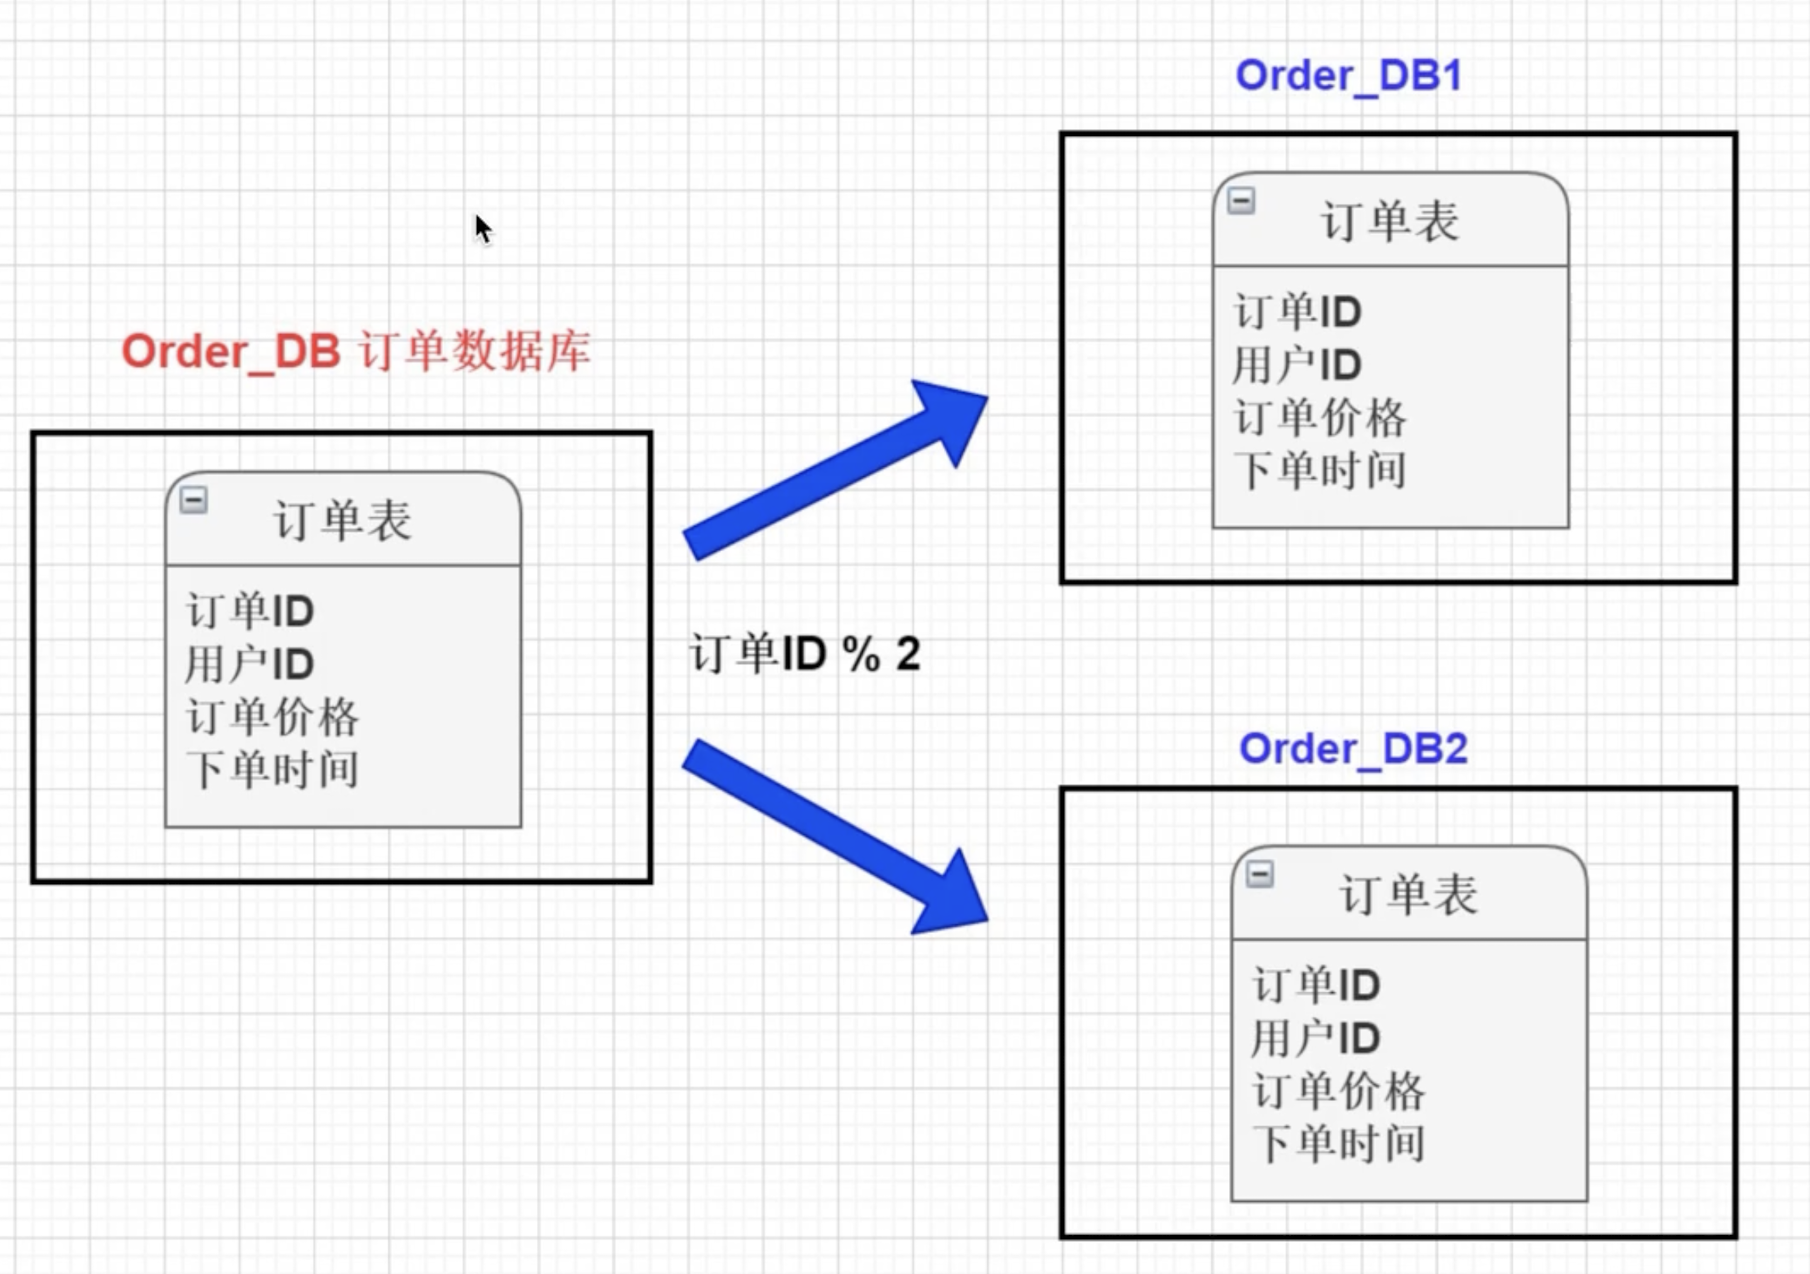 Order_DB 订单数据库
订单表
订单ID
用户ID
订单价格
下单时间
订单ID % 2
Order_DB1
订单表
订单ID
用户ID
订单价格
下单时间
Order_DB2
订单表
订单ID
用户ID
订单价格
下单时间